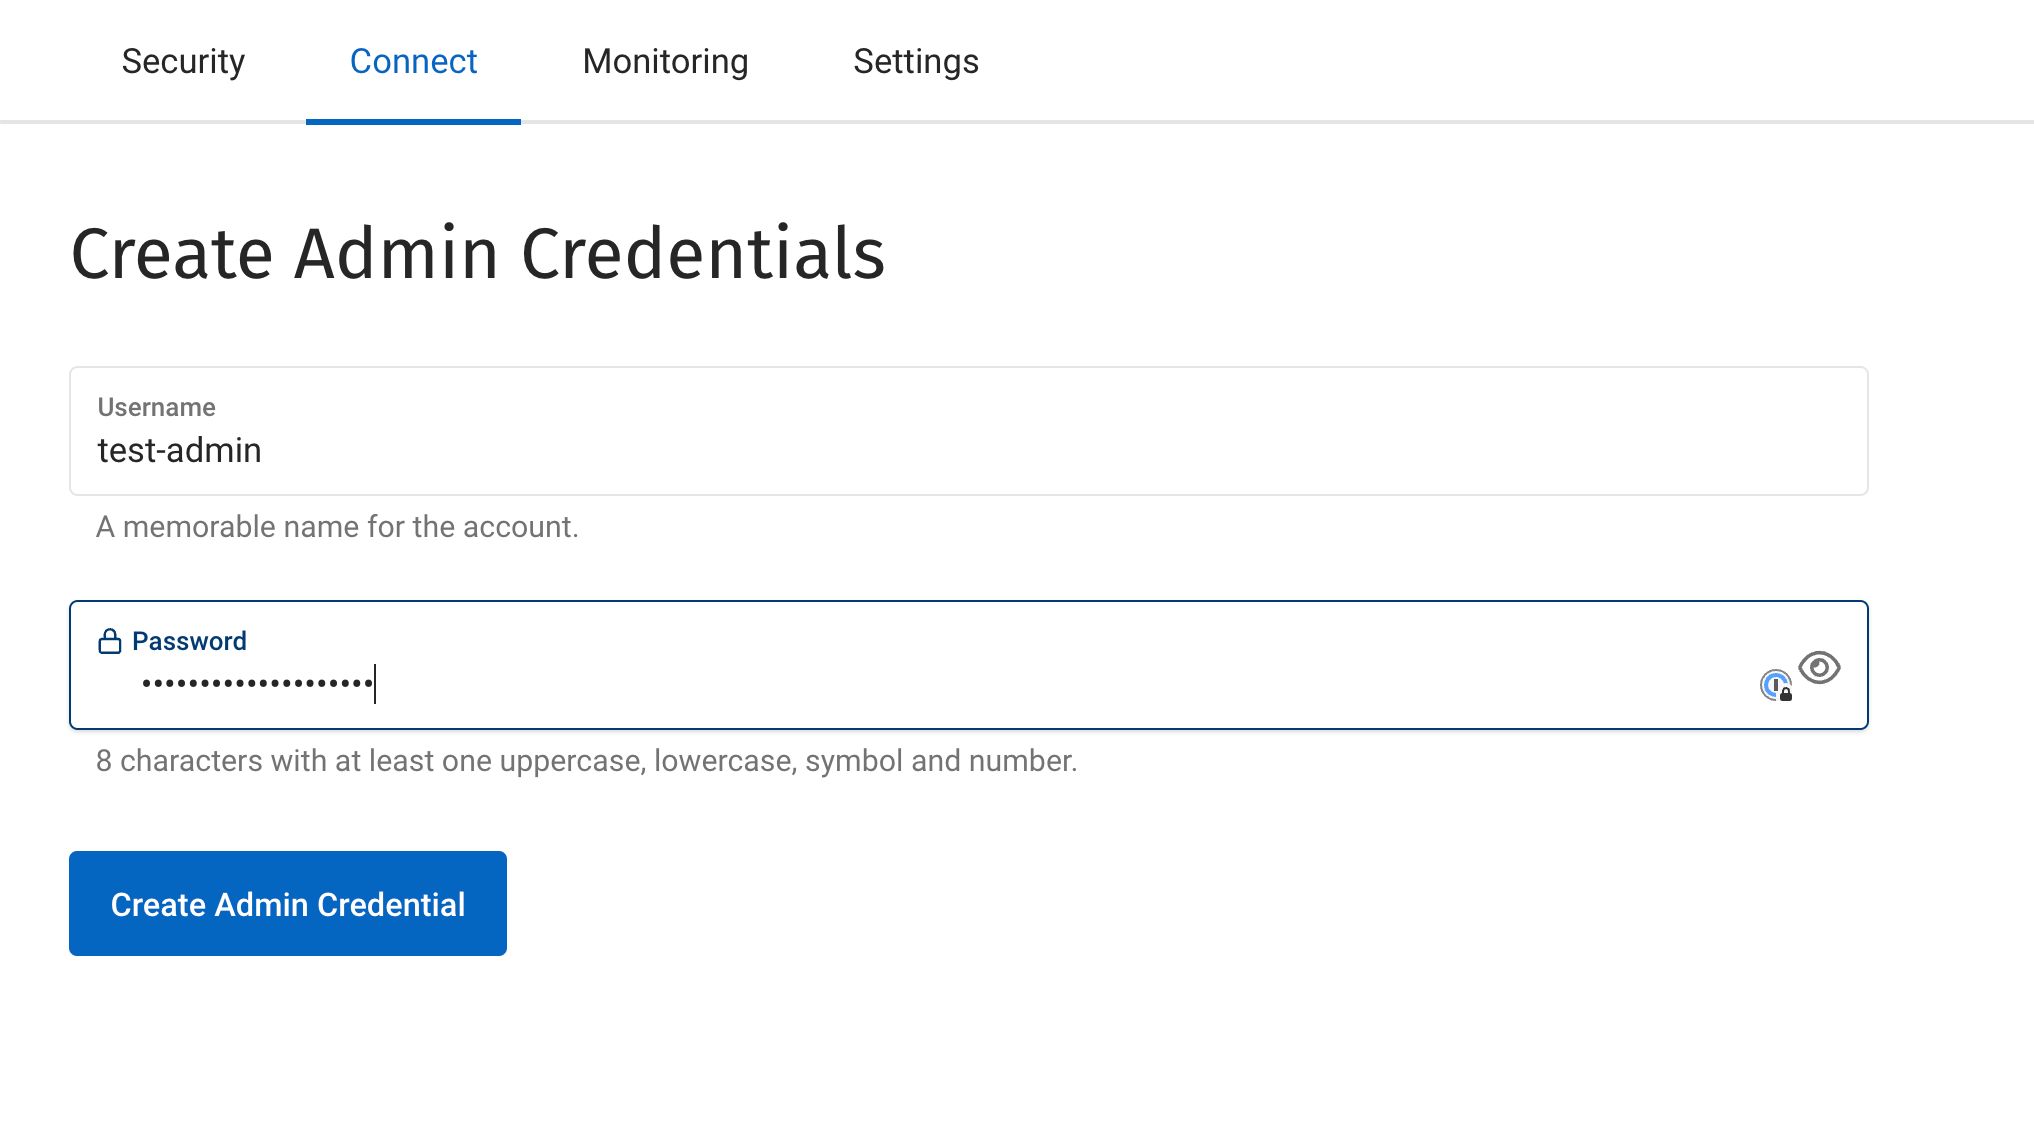 Security Connect Monitoring Settings
Create Admin Credentials
Username
test-admin
A memorable name for the account.
Password
••••••••••••••••••••
8 characters with at least one uppercase, lowercase, symbol and number.
Create Admin Credential